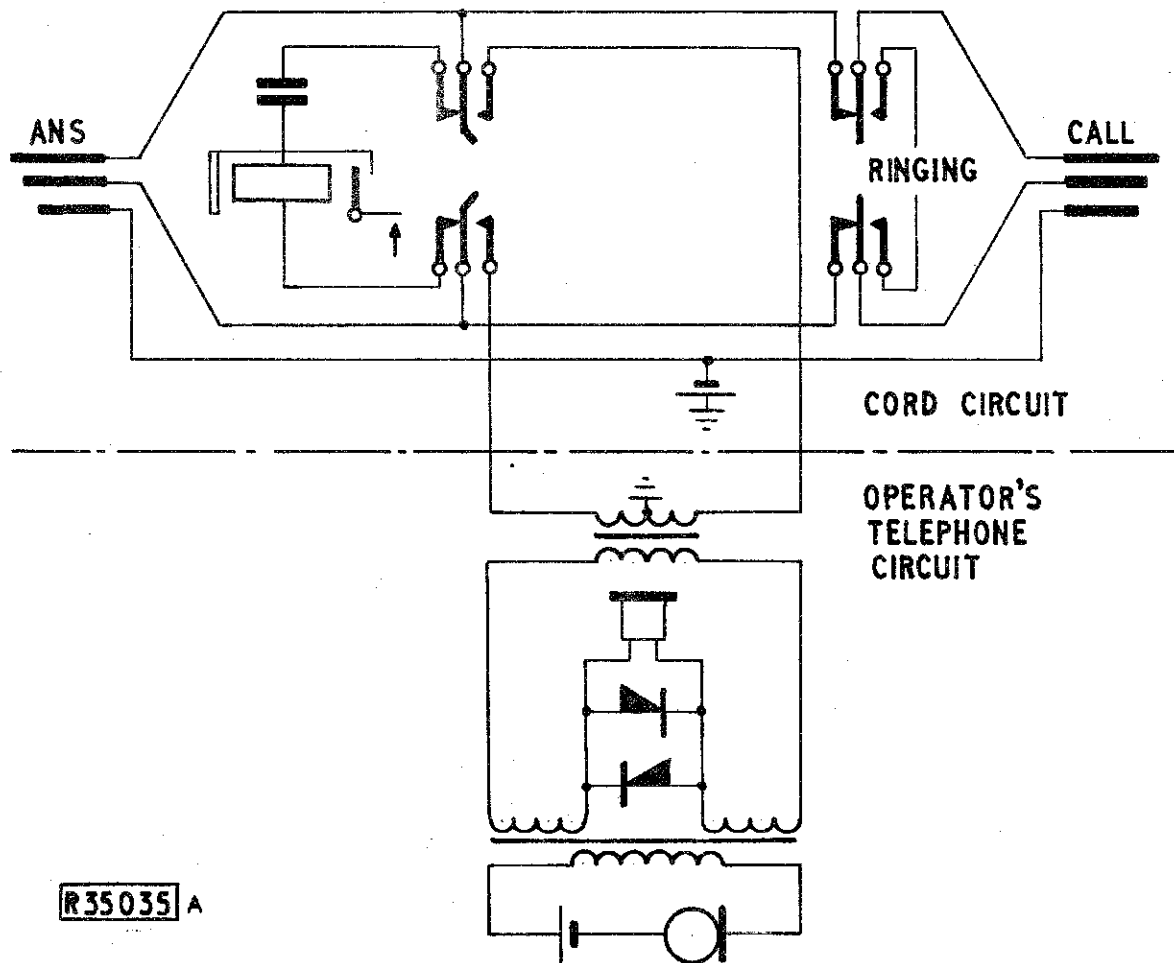 ANS
CALL
RINGING
CORD CIRCUIT
OPERATOR'S
TELEPHONE
CIRCUIT
R35035 A